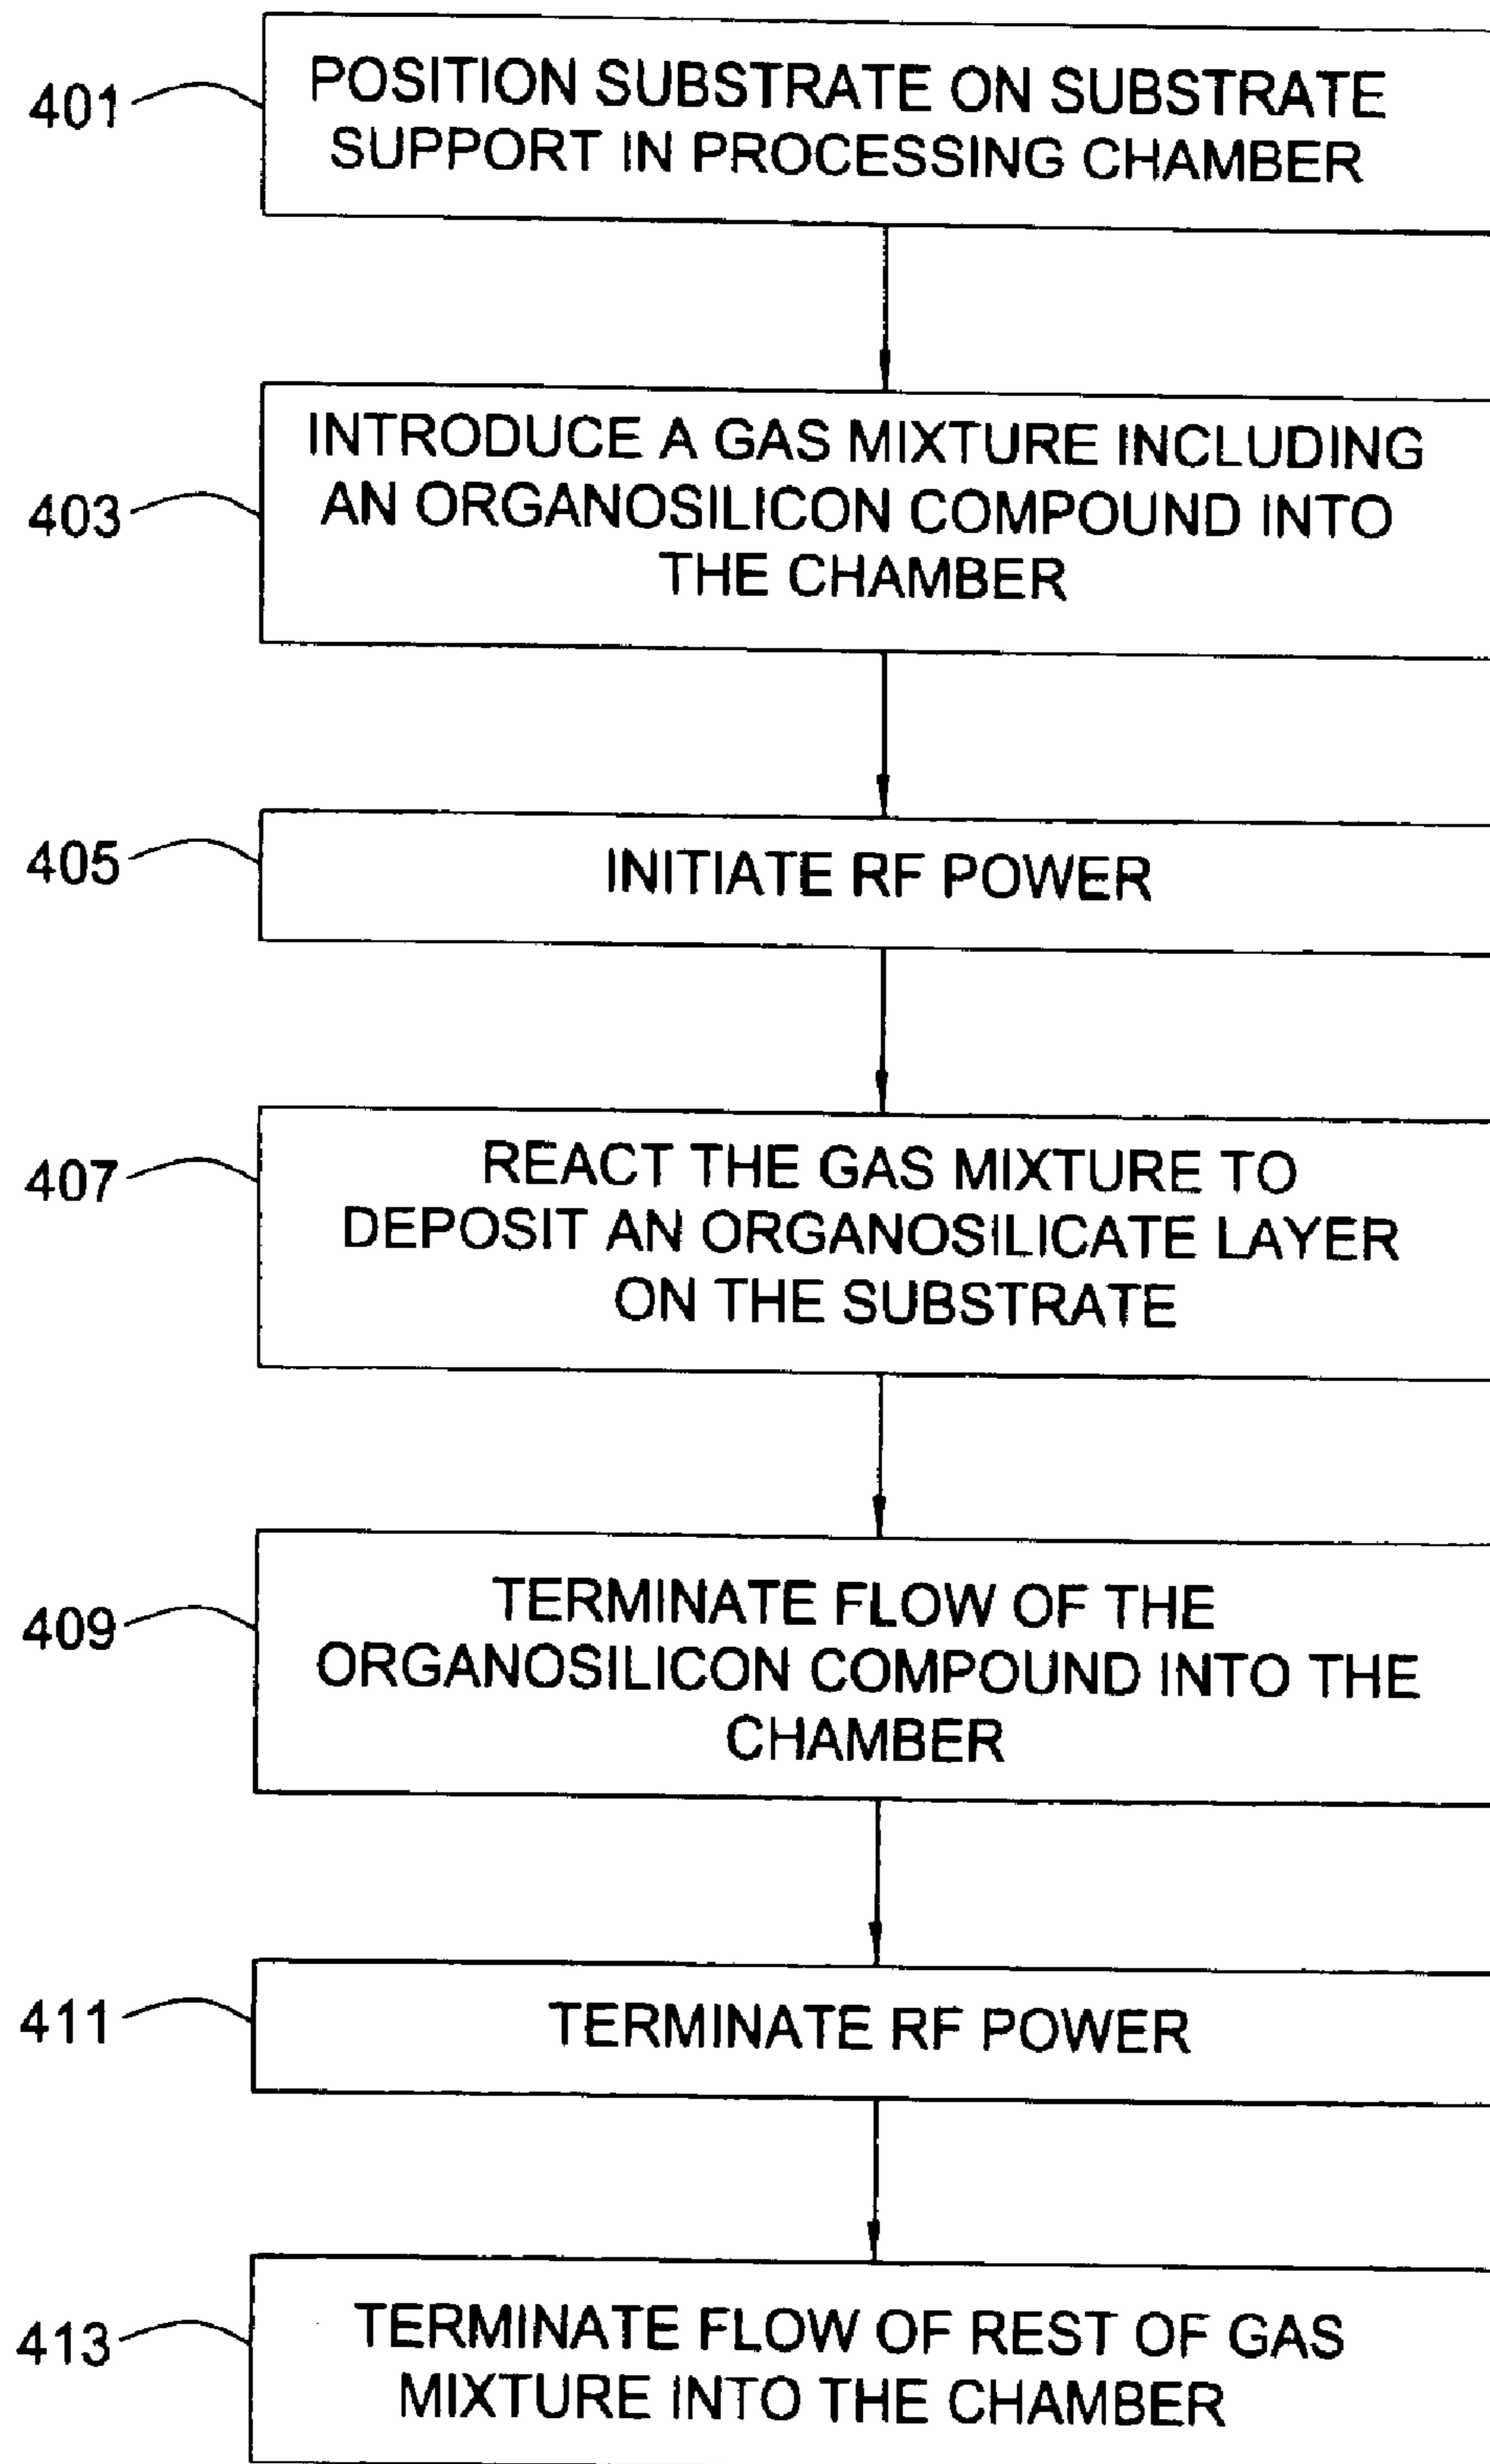 401
POSITION SUBSTRATE ON SUBSTRATE
SUPPORT IN PROCESSING CHAMBER
403
INTRODUCE A GAS MIXTURE INCLUDING
AN ORGANOSILICON COMPOUND INTO
THE CHAMBER
405
INITIATE RF POWER
407
REACT THE GAS MIXTURE TO
DEPOSIT AN ORGANOSILICATE LAYER
ON THE SUBSTRATE
409
TERMINATE FLOW OF THE
ORGANOSILICON COMPOUND INTO THE
CHAMBER
411
TERMINATE RF POWER
413
TERMINATE FLOW OF REST OF GAS
MIXTURE INTO THE CHAMBER